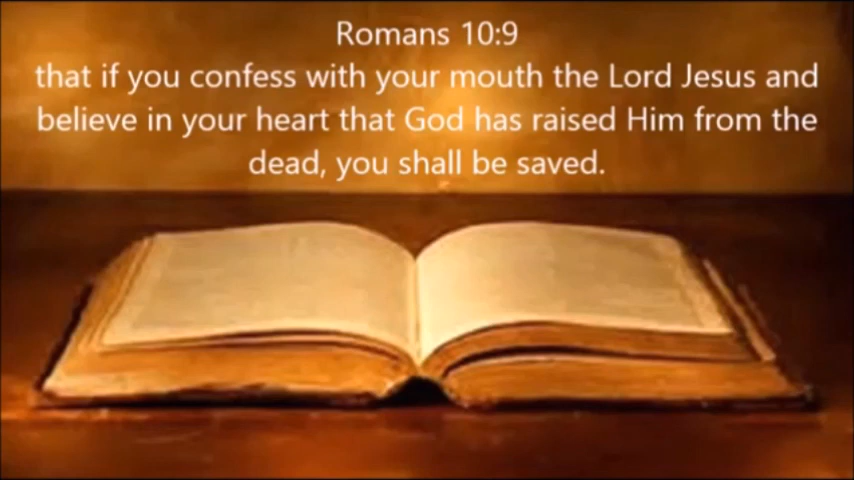 Romans 10:9
that if you confess with your mouth the Lord Jesus and
believe in your heart that God has raised Him from the
dead, you shall be saved.